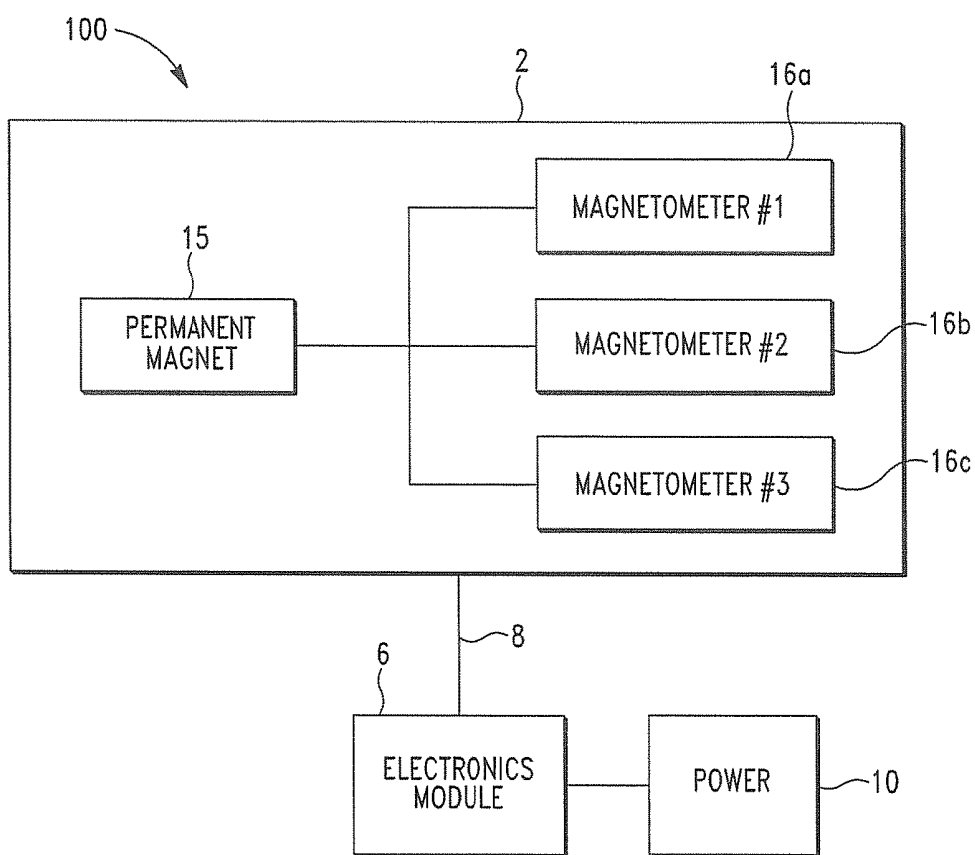 100
2
16a
MAGNETOMETER #1
15
PERMANENT
MAGNET
MAGNETOMETER #2
16b
MAGNETOMETER #3
16c
8
6
ELECTRONICS
MODULE
POWER
10